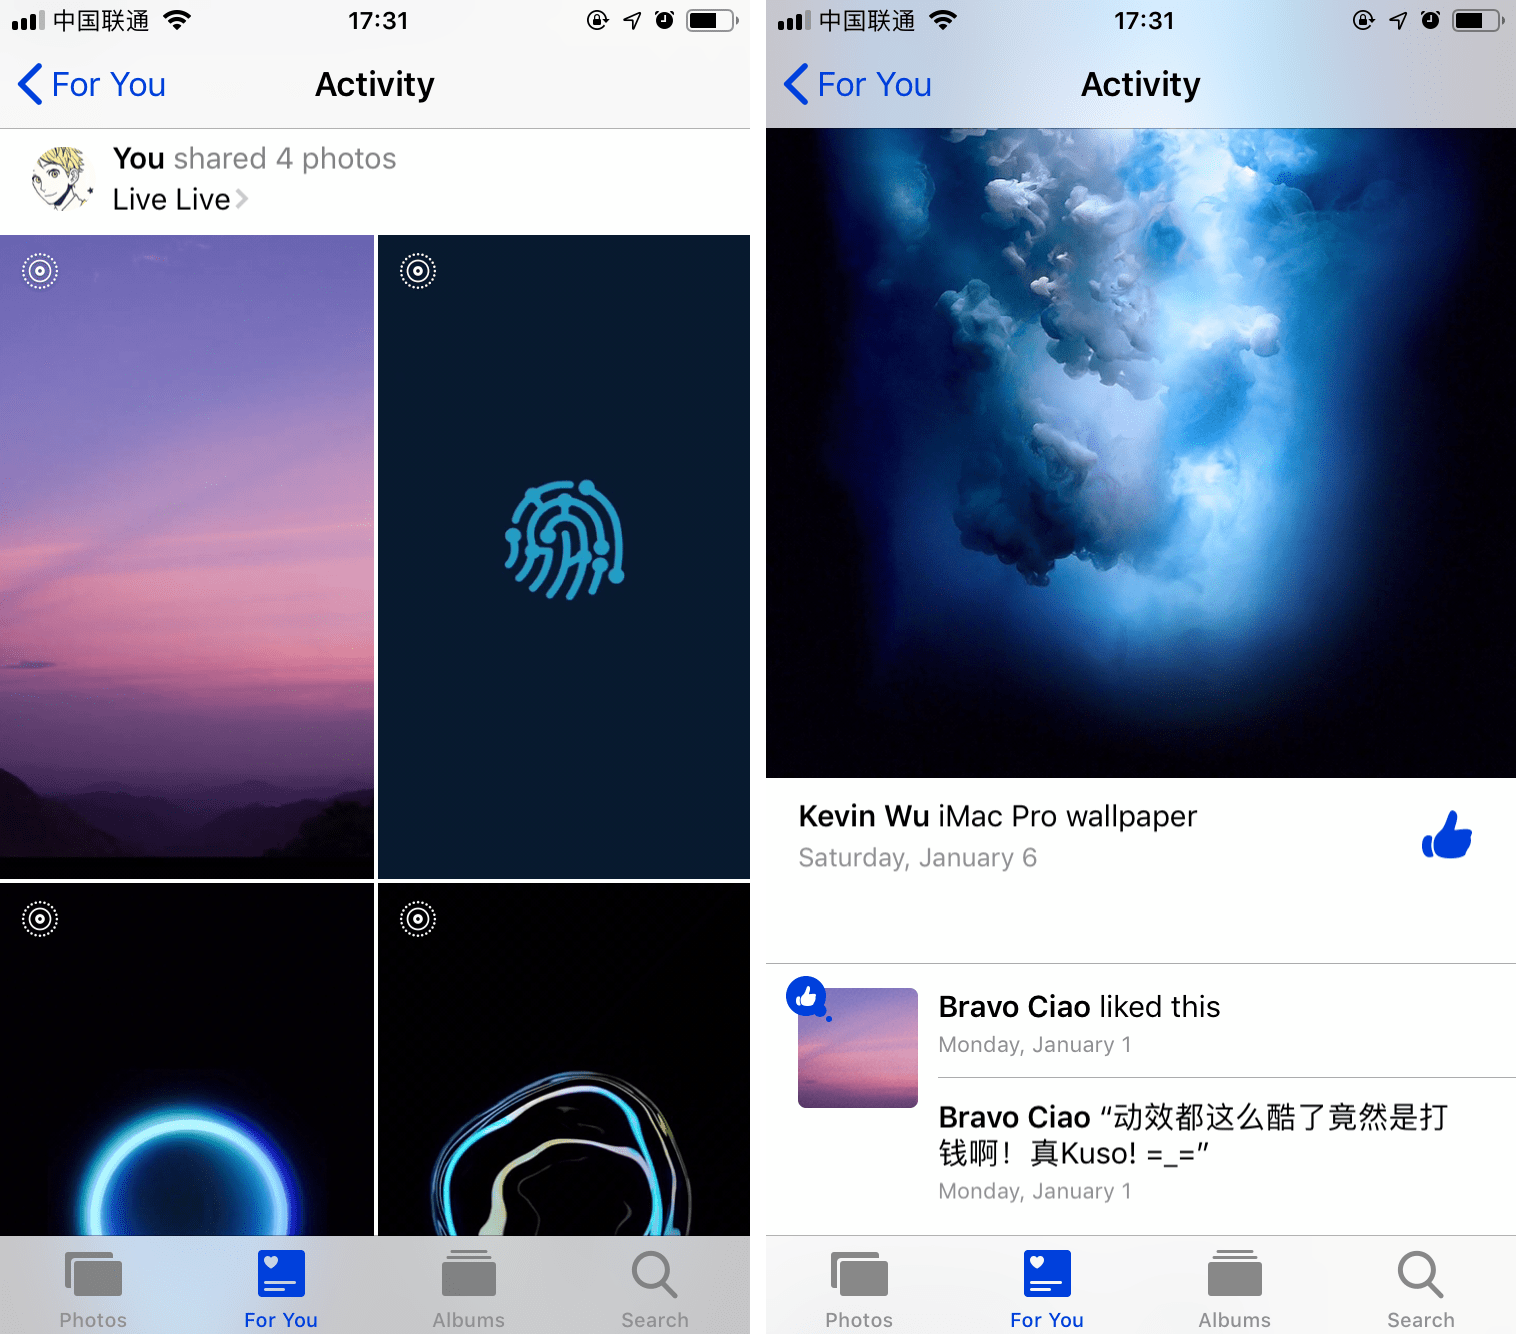 中国联通
17:31
For You
Activity
You shared 4 photos
Live Live
Photos
For You
Albums
Search
中国联通
17:31
For You
Activity
Kevin Wu iMac Pro wallpaper
Saturday, January 6
Bravo Ciao liked this
Monday, January 1
Bravo Ciao “动效都这么酷了竟然是打
钱啊！真Kuso! =_=”
Monday, January 1
Photos
For You
Albums
Search